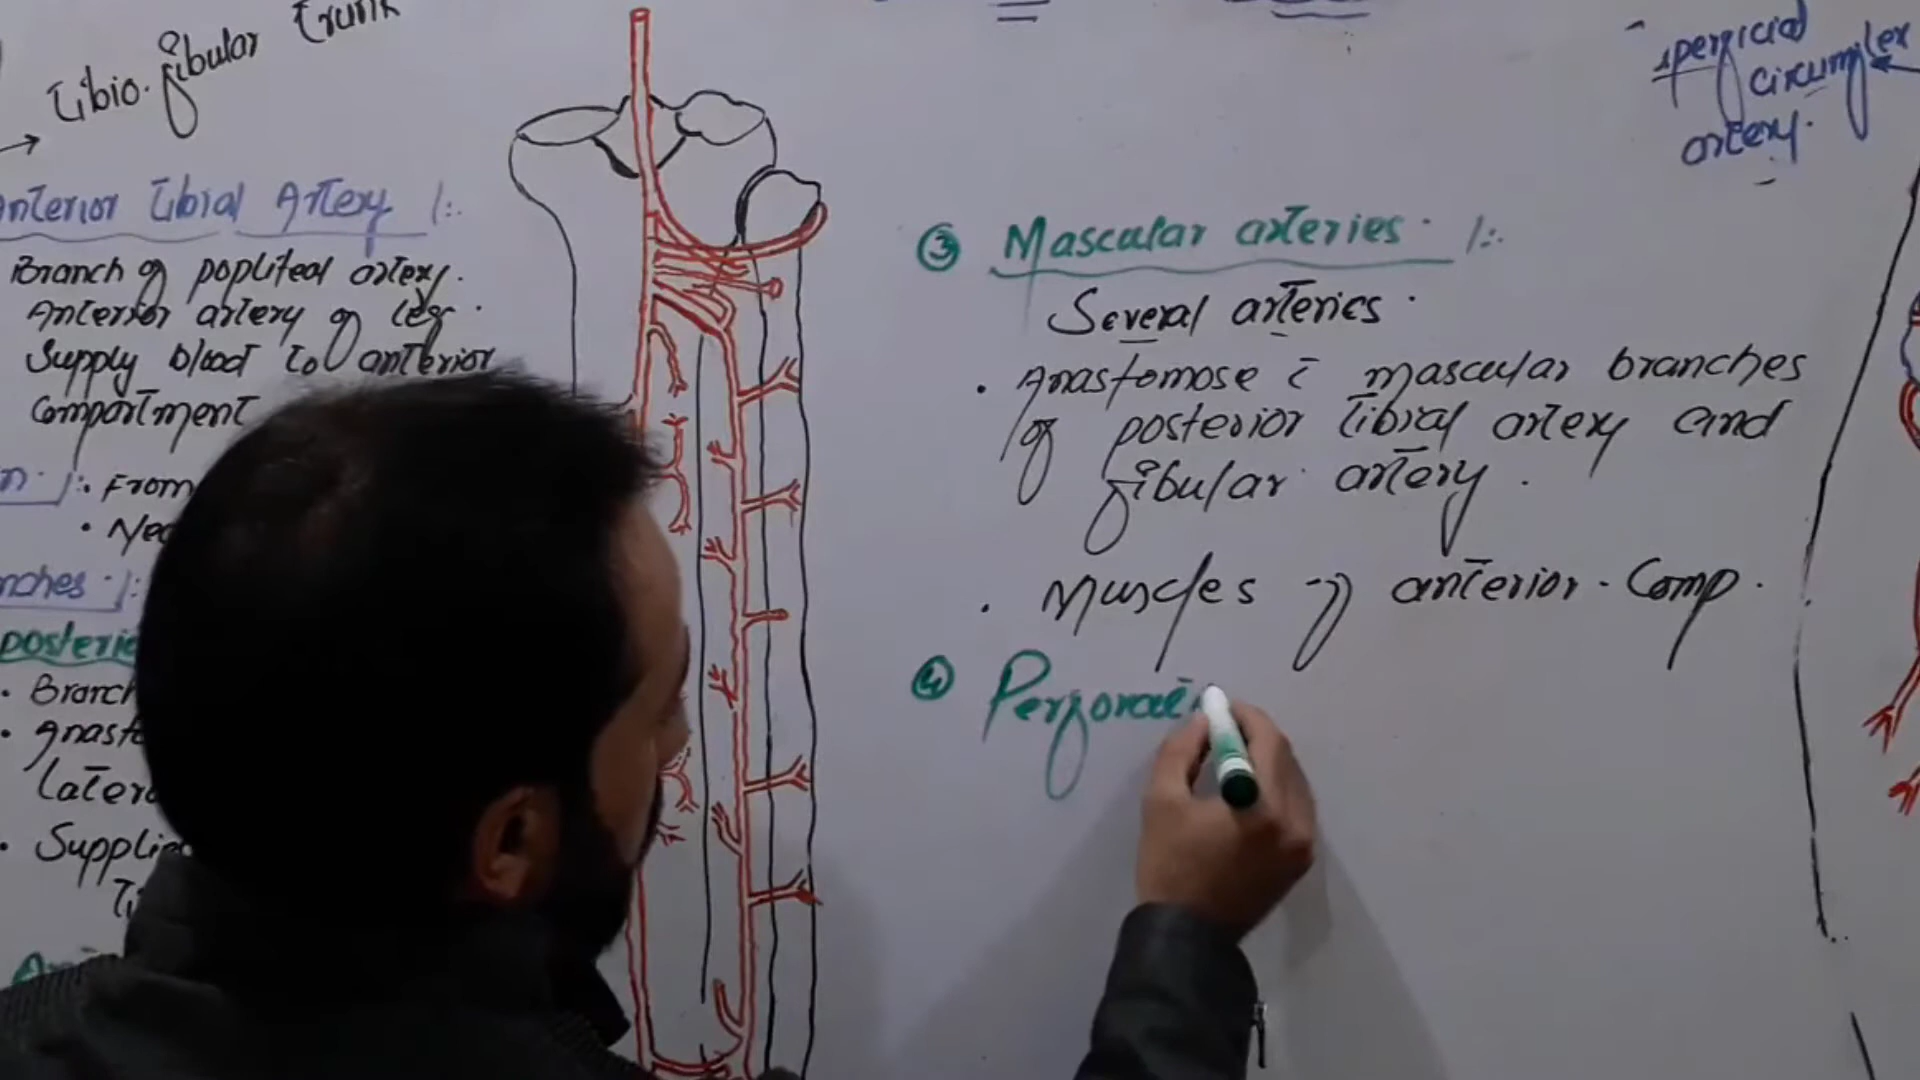 Tibio. fibular Trunk
Anterior Tibial Artery
Branch of popliteal artery.
Anterior artery of leg.
Supply blood to anterior
Compartment
From
nches
posterio
Branch
Anasto
Latera
Supplie
superficial
circumflex
artery.
③ Mascular arteries.
Several arteries.
. Anastomose c̄ mascular branches
of posterior tibial artery and
fibular artery.
. Muscles of anterior. Comp.
④ Perforati